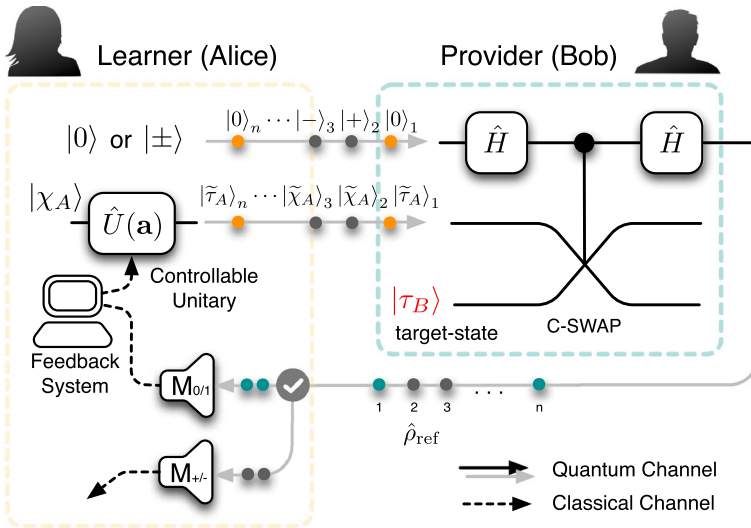 Learner (Alice)
Provider (Bob)
|0⟩ or |±⟩
|0⟩ₙ ⋯ |−⟩₃ |+⟩₂ |0⟩₁
Ĥ
Ĥ
|χ_A⟩
Û(𝐚)
|τ̃_A⟩ₙ ⋯ |χ̃_A⟩₃ |χ̃_A⟩₂ |τ̃_A⟩₁
Controllable
Unitary
|τ_B⟩
target-state
C-SWAP
Feedback
System
M0/1
1 2 3 ⋯ n
ρ̂_ref
M+/-
Quantum Channel
Classical Channel